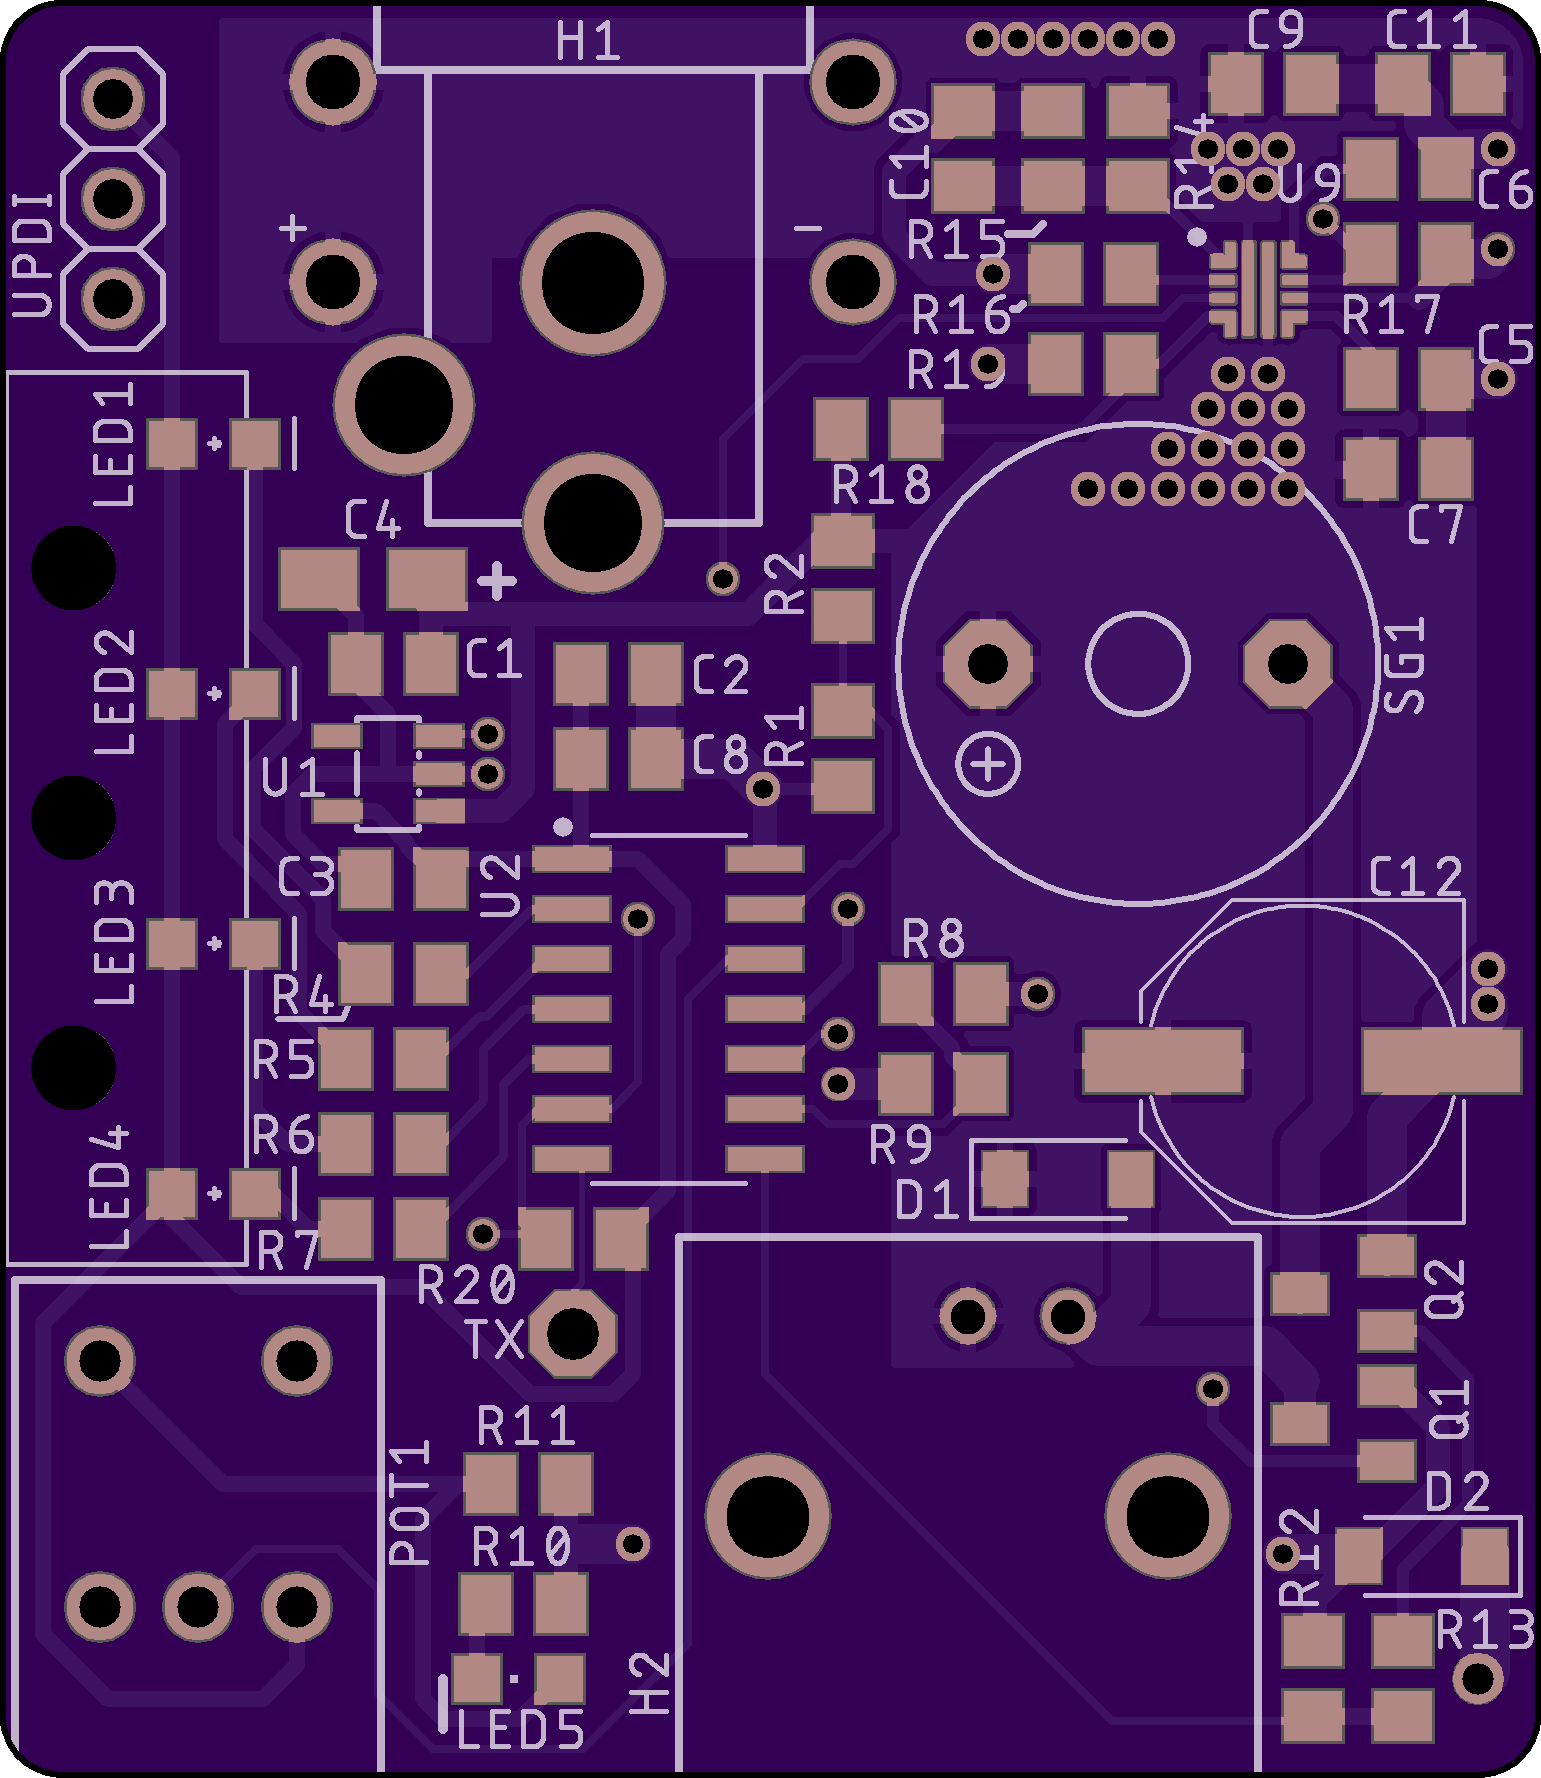 H1
C9
C11
C10
R14
U9
C6
UPDI
+
−
R15
R16
R17
C5
R19
LED1
R18
C7
C4
+
R2
LED2
C1
C2
SG1
R1
C8
U1
+
C3
U2
C12
LED3
R8
R4
R5
R6
R9
LED4
D1
R7
R20
Q2
TX
R11
Q1
POT1
D2
R10
R12
R13
H2
LED5